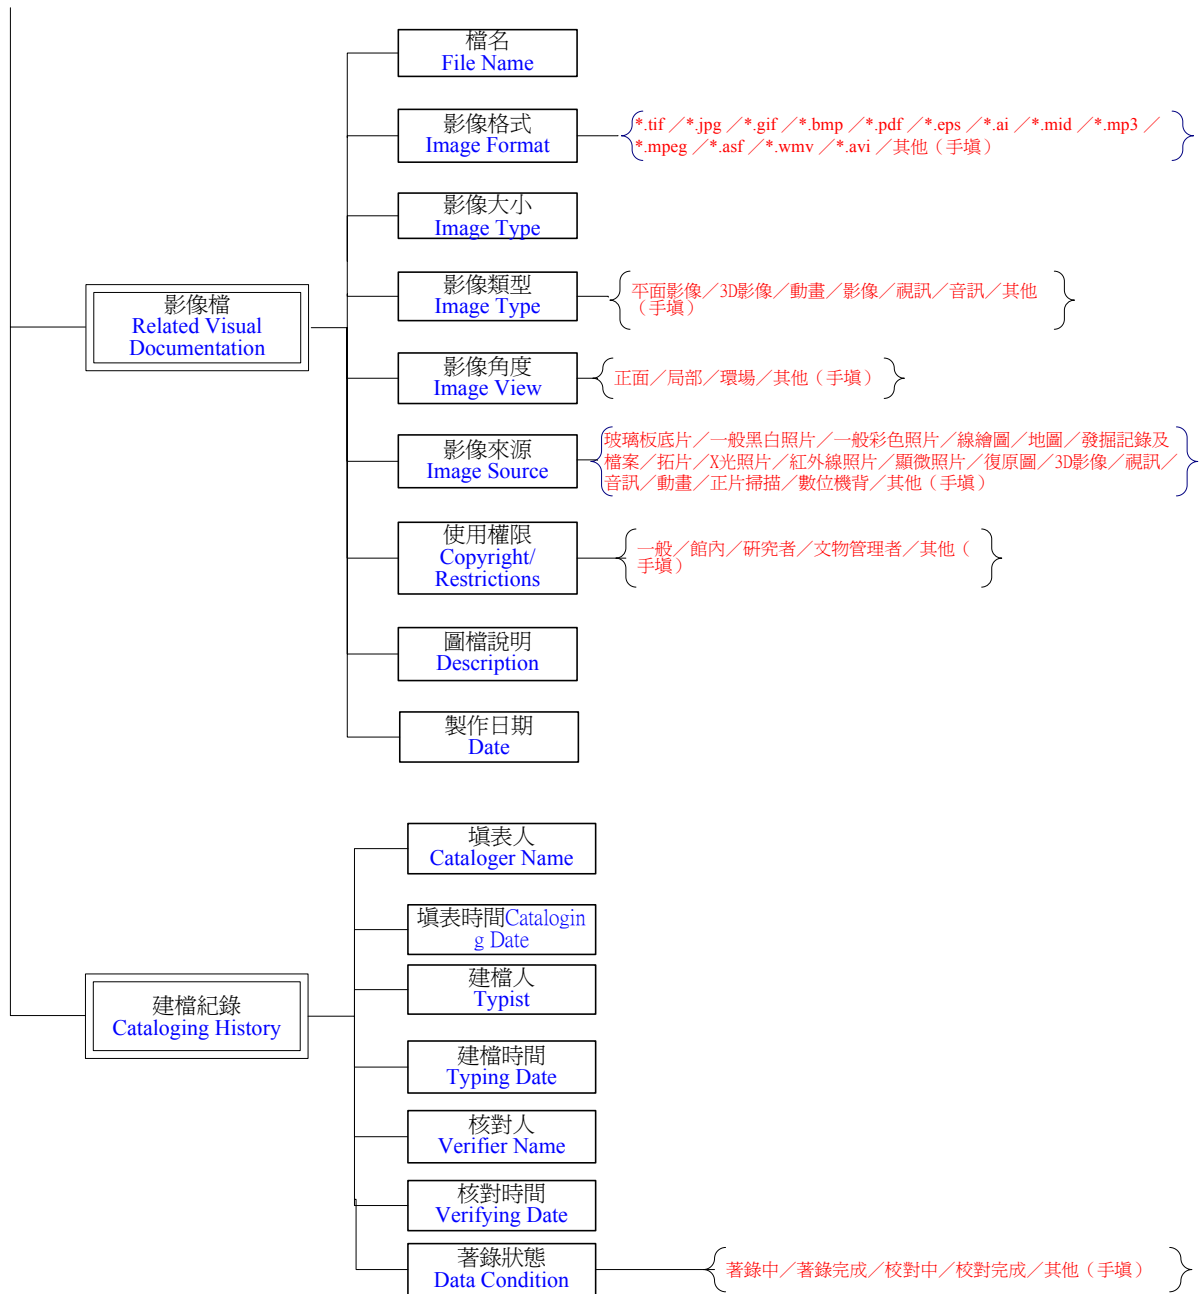 檔名
File Name
影像格式
Image Format
*.tif ／*.jpg ／*.gif ／*.bmp ／*.pdf ／*.eps ／*.ai ／*.mid ／*.mp3 ／
*.mpeg ／*.asf ／*.wmv ／*.avi ／其他（手塡）
影像大小
Image Type
影像檔
Related Visual
Documentation
影像類型
Image Type
平面影像／3D影像／動畫／影像／視訊／音訊／其他
（手塡）
影像角度
Image View
正面／局部／環場／其他（手塡）
影像來源
Image Source
玻璃板底片／一般黑白照片／一般彩色照片／線繪圖／地圖／發掘記錄及
檔案／拓片／X光照片／紅外線照片／顯微照片／復原圖／3D影像／視訊／
音訊／動畫／正片掃描／數位機背／其他（手塡）
使用權限
Copyright/
Restrictions
一般／館內／研究者／文物管理者／其他（
手塡）
圖檔說明
Description
製作日期
Date
塡表人
Cataloger Name
塡表時間Catalogin
g Date
建檔紀錄
Cataloging History
建檔人
Typist
建檔時間
Typing Date
核對人
Verifier Name
核對時間
Verifying Date
著錄狀態
Data Condition
著錄中／著錄完成／校對中／校對完成／其他（手塡）